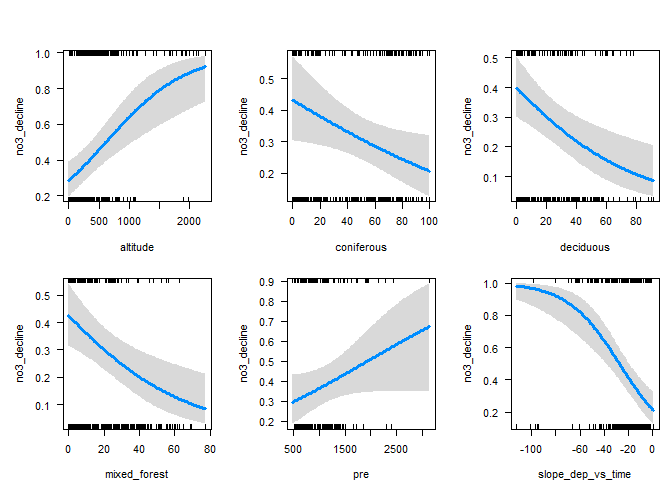 1.0
0.8
0.6
0.4
0.2
no3_decline
0 500 1000 2000
altitude
0.5
0.4
0.3
0.2
no3_decline
0 20 40 60 80 100
coniferous
0.5
0.4
0.3
0.2
0.1
no3_decline
0 20 40 60 80
deciduous
0.5
0.4
0.3
0.2
0.1
no3_decline
0 20 40 60 80
mixed_forest
0.9
0.8
0.7
0.6
0.5
0.4
0.3
0.2
no3_decline
500 1500 2500
pre
1.0
0.8
0.6
0.4
0.2
no3_decline
-100 -60 -40 -20 0
slope_dep_vs_time